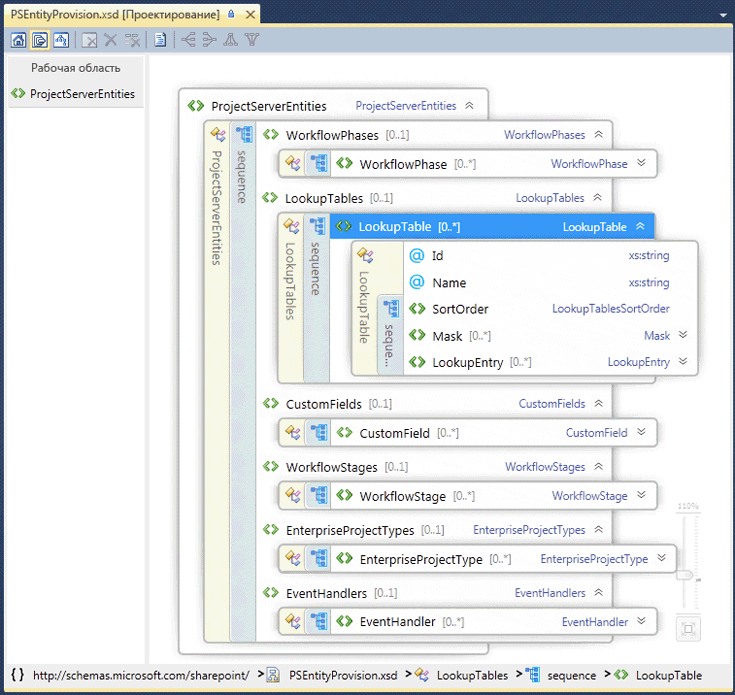 PSEntityProvision.xsd [Проектирование]
Рабочая область
ProjectServerEntities
ProjectServerEntities ProjectServerEntities
ProjectServerEntities
sequence
WorkflowPhases [0..1] WorkflowPhases
WorkflowPhase [0..*] WorkflowPhase
LookupTables [0..1] LookupTables
LookupTables
sequence
LookupTable [0..*] LookupTable
LookupTable
seque...
@ Id xs:string
@ Name xs:string
SortOrder LookupTablesSortOrder
Mask [0..*] Mask
LookupEntry [0..*] LookupEntry
CustomFields [0..1] CustomFields
CustomField [0..*] CustomField
WorkflowStages [0..1] WorkflowStages
WorkflowStage [0..*] WorkflowStage
EnterpriseProjectTypes [0..1] EnterpriseProjectTypes
EnterpriseProjectType [0..*] EnterpriseProjectType
EventHandlers [0..1] EventHandlers
EventHandler [0..*] EventHandler
110%
{ } http://schemas.microsoft.com/sharepoint/ > PSEntityProvision.xsd > LookupTables > sequence > LookupTable